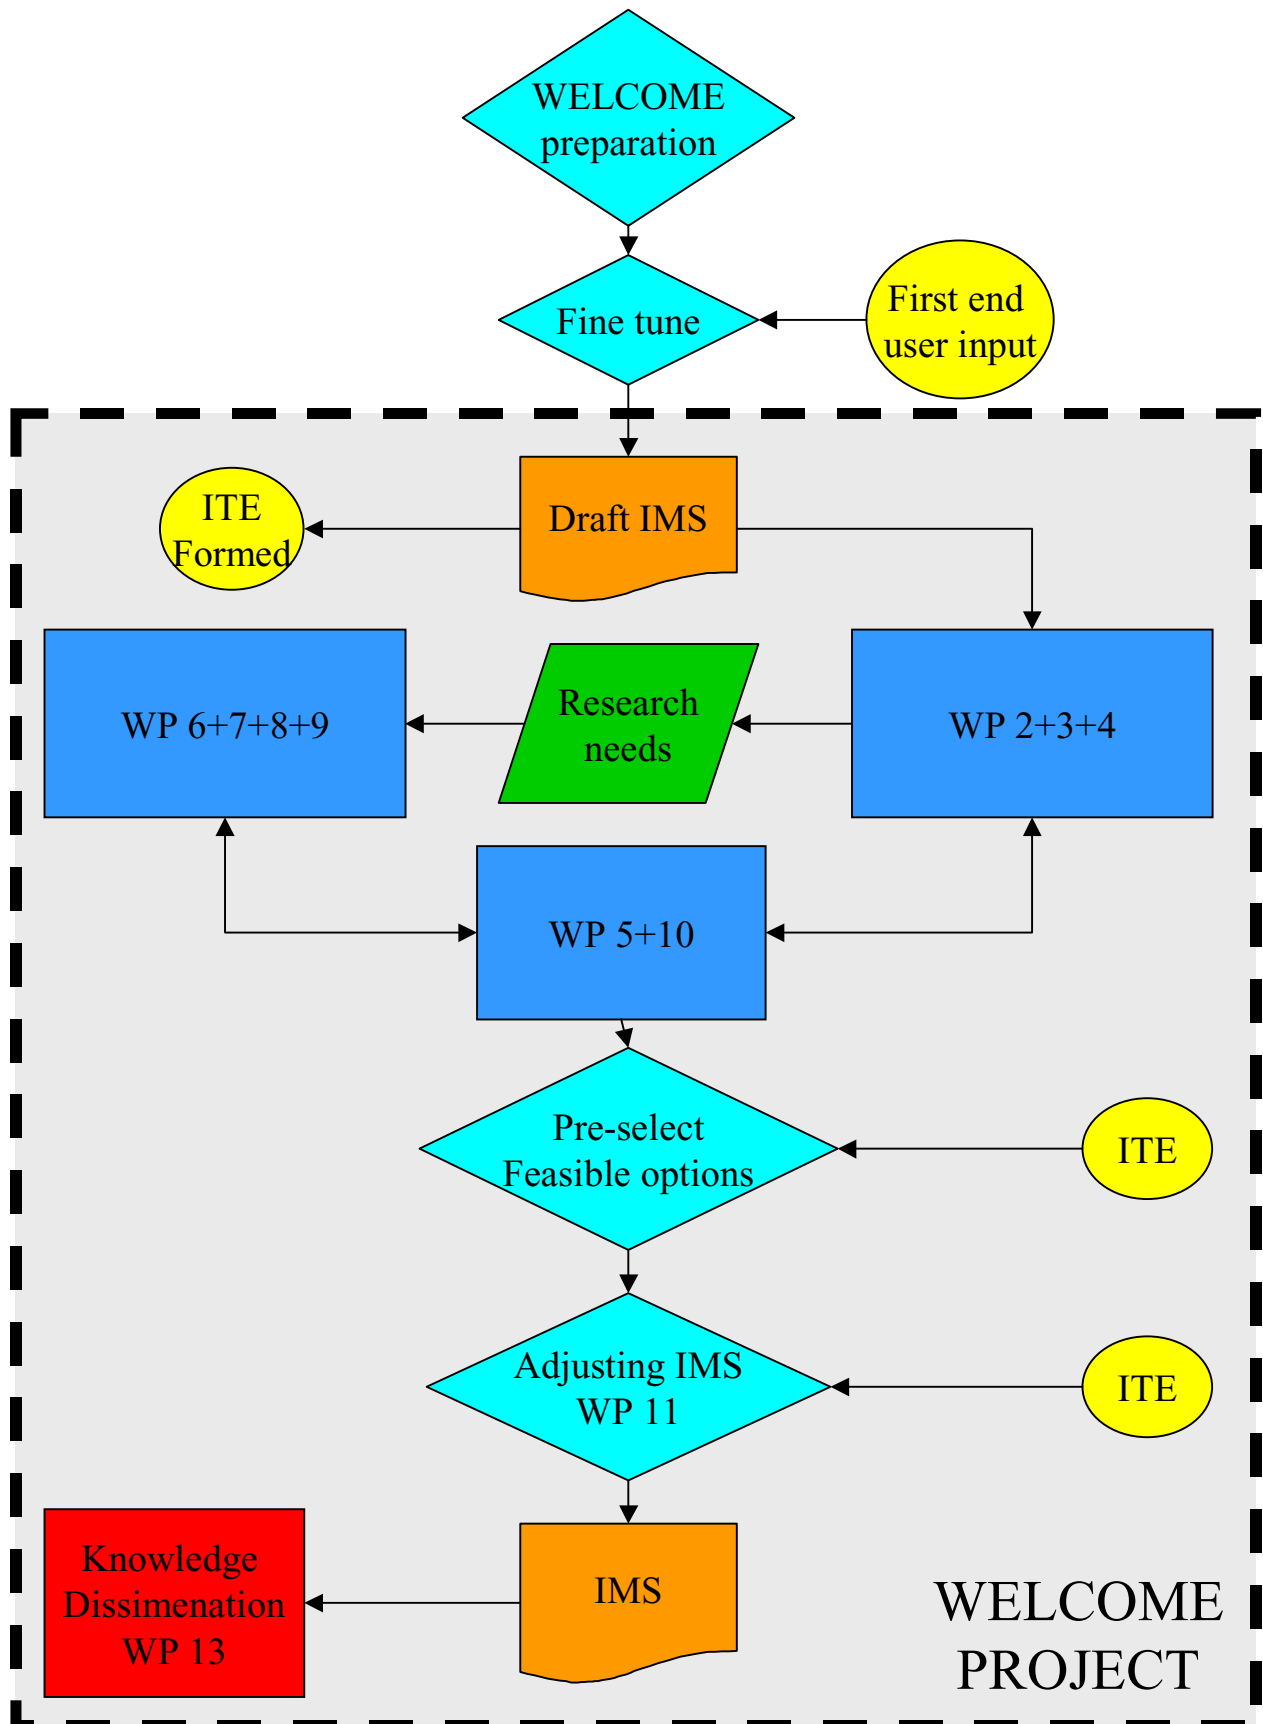 WELCOME
preparation
Fine tune
First end
user input
ITE
Formed
Draft IMS
WP 6+7+8+9
Research
needs
WP 2+3+4
WP 5+10
Pre-select
Feasible options
ITE
Adjusting IMS
WP 11
ITE
Knowledge
Dissimenation
WP 13
IMS
WELCOME
PROJECT